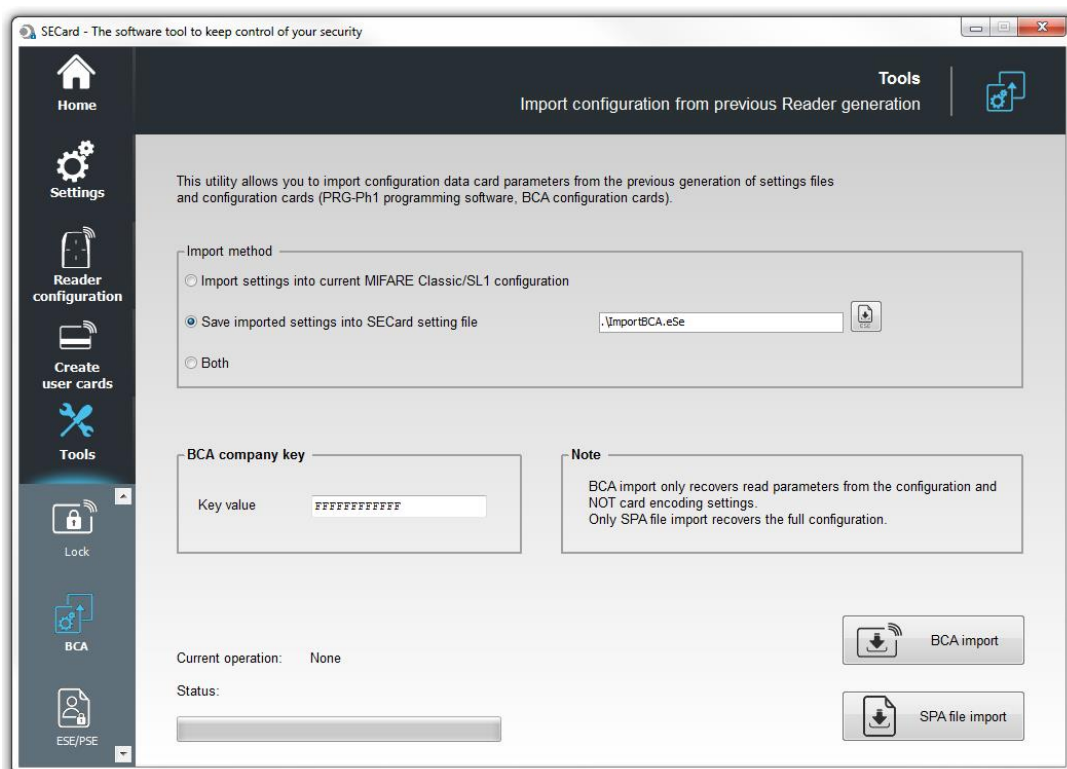 SECard - The software tool to keep control of your security
Home
Tools
Import configuration from previous Reader generation
Settings
Reader
configuration
Create
user cards
Tools
Lock
BCA
ESE/PSE
This utility allows you to import configuration data card parameters from the previous generation of settings files
and configuration cards (PRG-Ph1 programming software, BCA configuration cards).
Import method
Import settings into current MIFARE Classic/SL1 configuration
Save imported settings into SECard setting file
.\ImportBCA.eSe
ESE
Both
BCA company key
Key value
FFFFFFFFFFFF
Note
BCA import only recovers read parameters from the configuration and
NOT card encoding settings.
Only SPA file import recovers the full configuration.
BCA import
Current operation: None
Status:
SPA file import